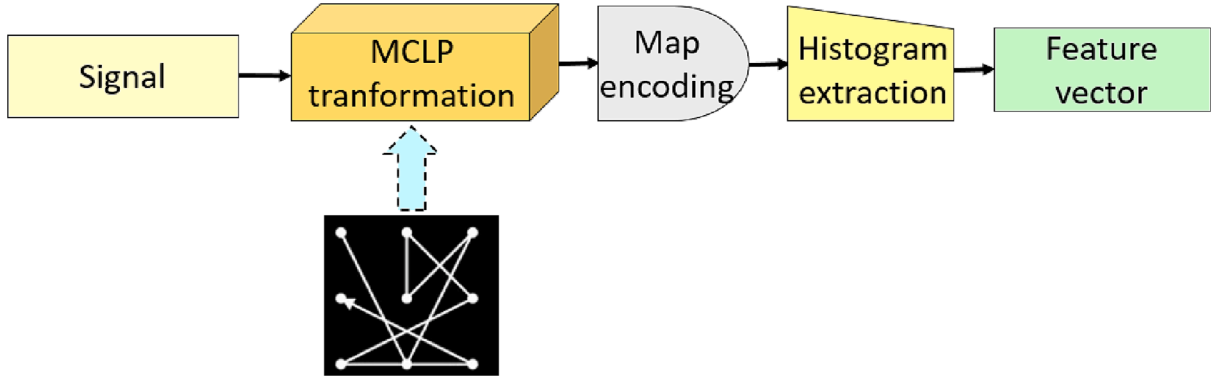 Signal
MCLP
tranformation
Map
encoding
Histogram
extraction
Feature
vector